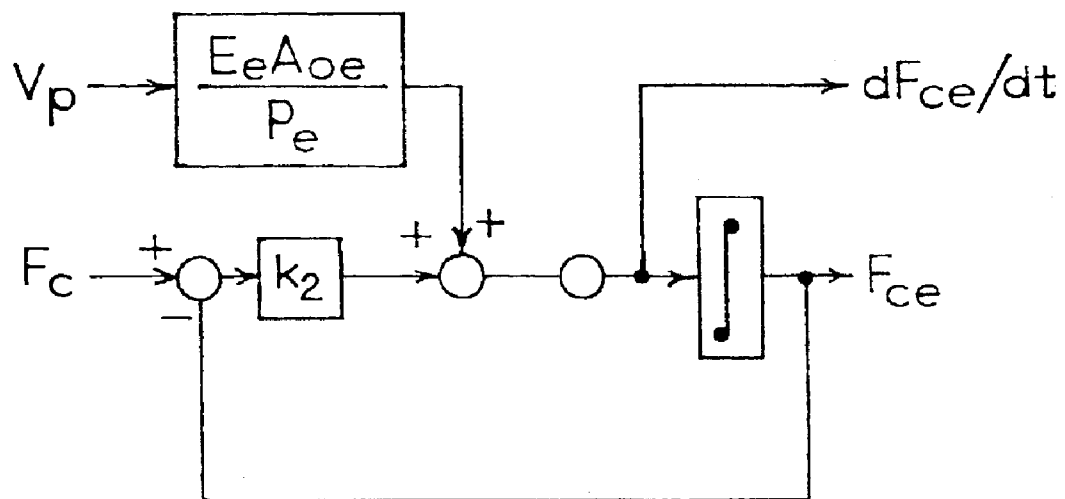 Vp
EeAoe
Pe
dFce/dt
+
+
+
Fc
k2
Fce
-